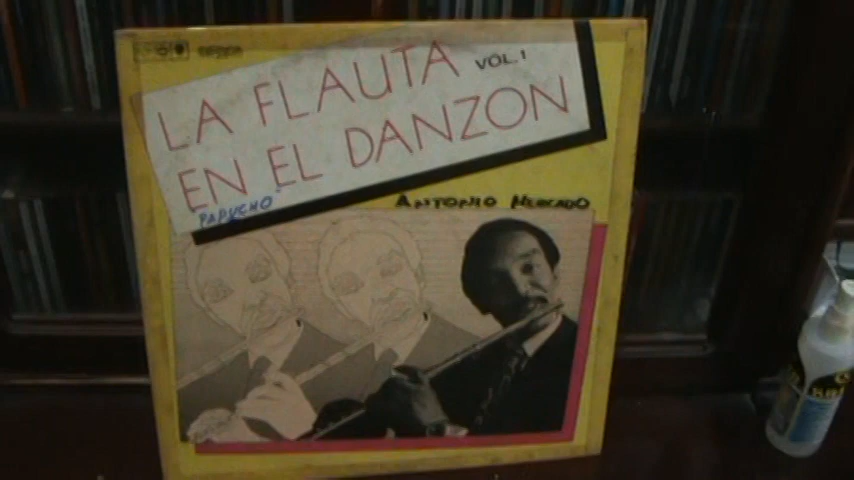 LA FLAUTA VOL. 1
EN EL DANZON
"PAPUCHO"
ANTONIO MERCADO